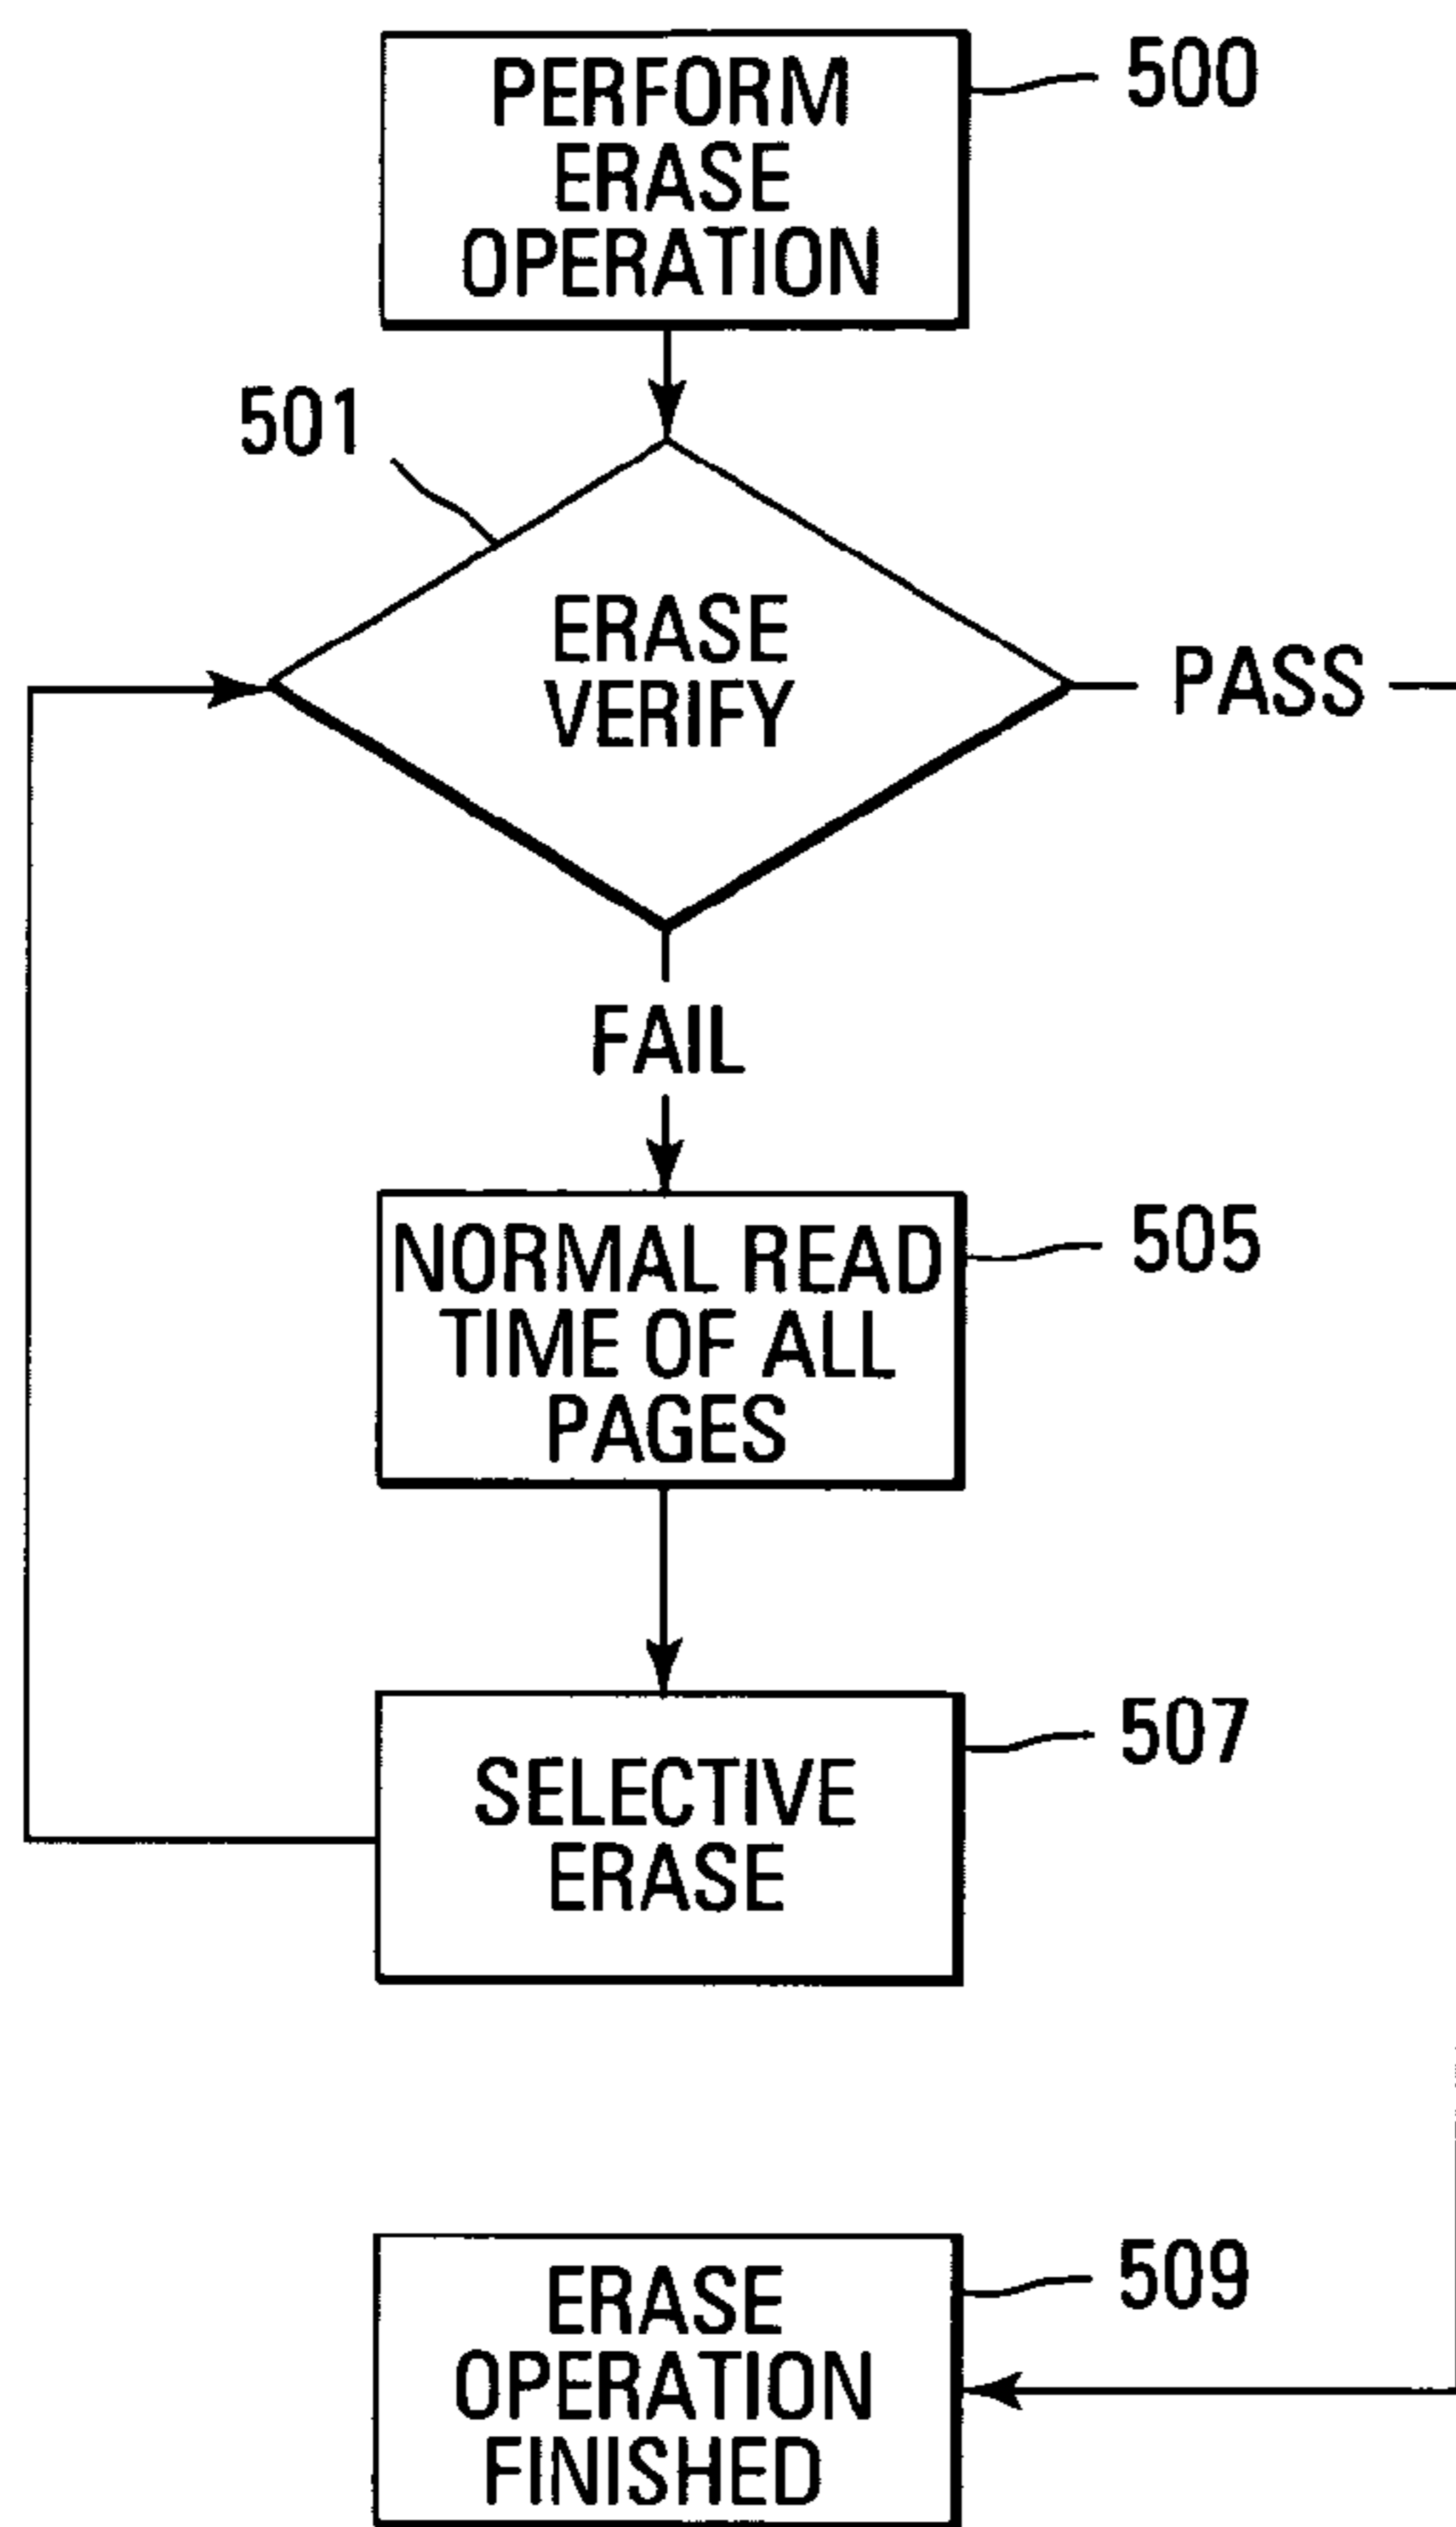 PERFORM
ERASE
OPERATION
500
501
ERASE
VERIFY
PASS
FAIL
NORMAL READ
TIME OF ALL
PAGES
505
SELECTIVE
ERASE
507
ERASE
OPERATION
FINISHED
509